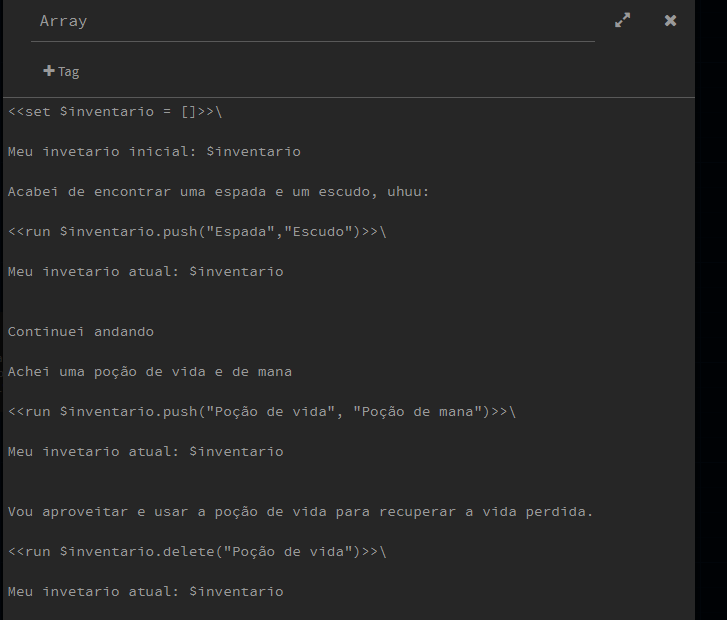 Array
+Tag
<<set $inventario = []>>\
Meu invetario inicial: $inventario
Acabei de encontrar uma espada e um escudo, uhuu:
<<run $inventario.push("Espada","Escudo")>>\
Meu invetario atual: $inventario
Continuei andando
Achei uma poção de vida e de mana
<<run $inventario.push("Poção de vida", "Poção de mana")>>\
Meu invetario atual: $inventario
Vou aproveitar e usar a poção de vida para recuperar a vida perdida.
<<run $inventario.delete("Poção de vida")>>\
Meu invetario atual: $inventario